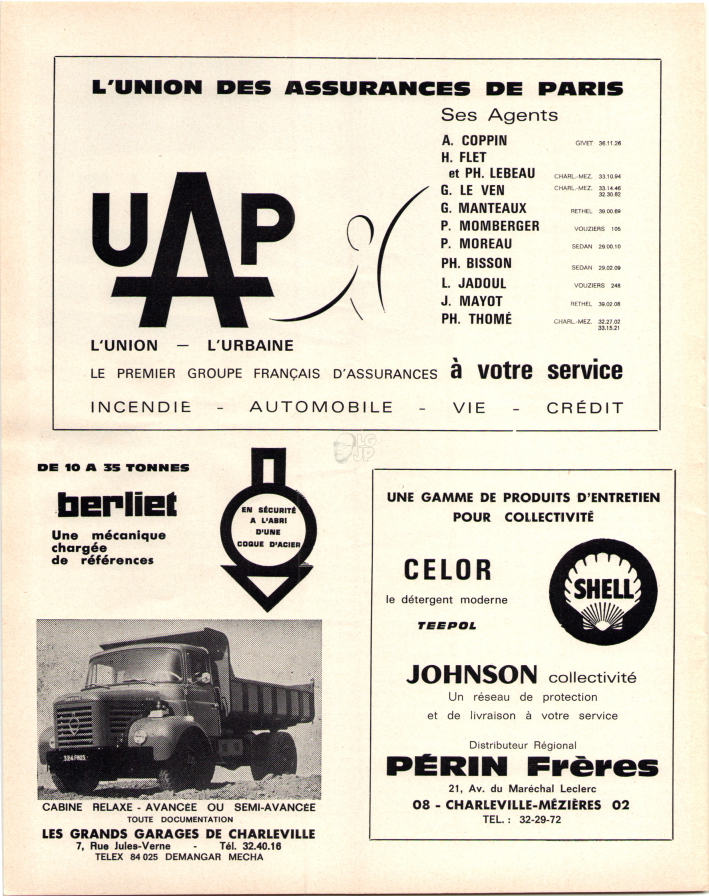 L'UNION DES ASSURANCES DE PARIS
Ses Agents
A. COPPIN GIVET 36.11.26
H. FLET
et PH. LEBEAU CHARL.-MEZ. 33.10.94
G. LE VEN CHARL.-MEZ. 33.14.46
32.30.82
G. MANTEAUX RETHEL 39.00.69
P. MOMBERGER VOUZIERS 105
P. MOREAU SEDAN 29.00.10
PH. BISSON SEDAN 29.02.09
L. JADOUL VOUZIERS 248
J. MAYOT RETHEL 39.02.08
PH. THOMÉ CHARL.-MEZ. 32.27.02
33.15.21
UAP
L'UNION — L'URBAINE
LE PREMIER GROUPE FRANÇAIS D'ASSURANCES à votre service
INCENDIE - AUTOMOBILE - VIE - CRÉDIT
LG
JP
DE 10 A 35 TONNES
berliet
Une mécanique
chargée
de références
EN SÉCURITÉ
A L'ABRI
D'UNE
COQUE D'ACIER
CABINE RELAXE - AVANCÉE OU SEMI-AVANCÉE
TOUTE DOCUMENTATION
LES GRANDS GARAGES DE CHARLEVILLE
7, Rue Jules-Verne - Tél. 32.40.16
TELEX 84 025 DEMANGAR MECHA
UNE GAMME DE PRODUITS D'ENTRETIEN
POUR COLLECTIVITÉ
CELOR
le détergent moderne
TEEPOL
SHELL
JOHNSON collectivité
Un réseau de protection
et de livraison à votre service
Distributeur Régional
PÉRIN Frères
21, Av. du Maréchal Leclerc
08 - CHARLEVILLE-MÉZIÈRES 02
TEL. : 32-29-72